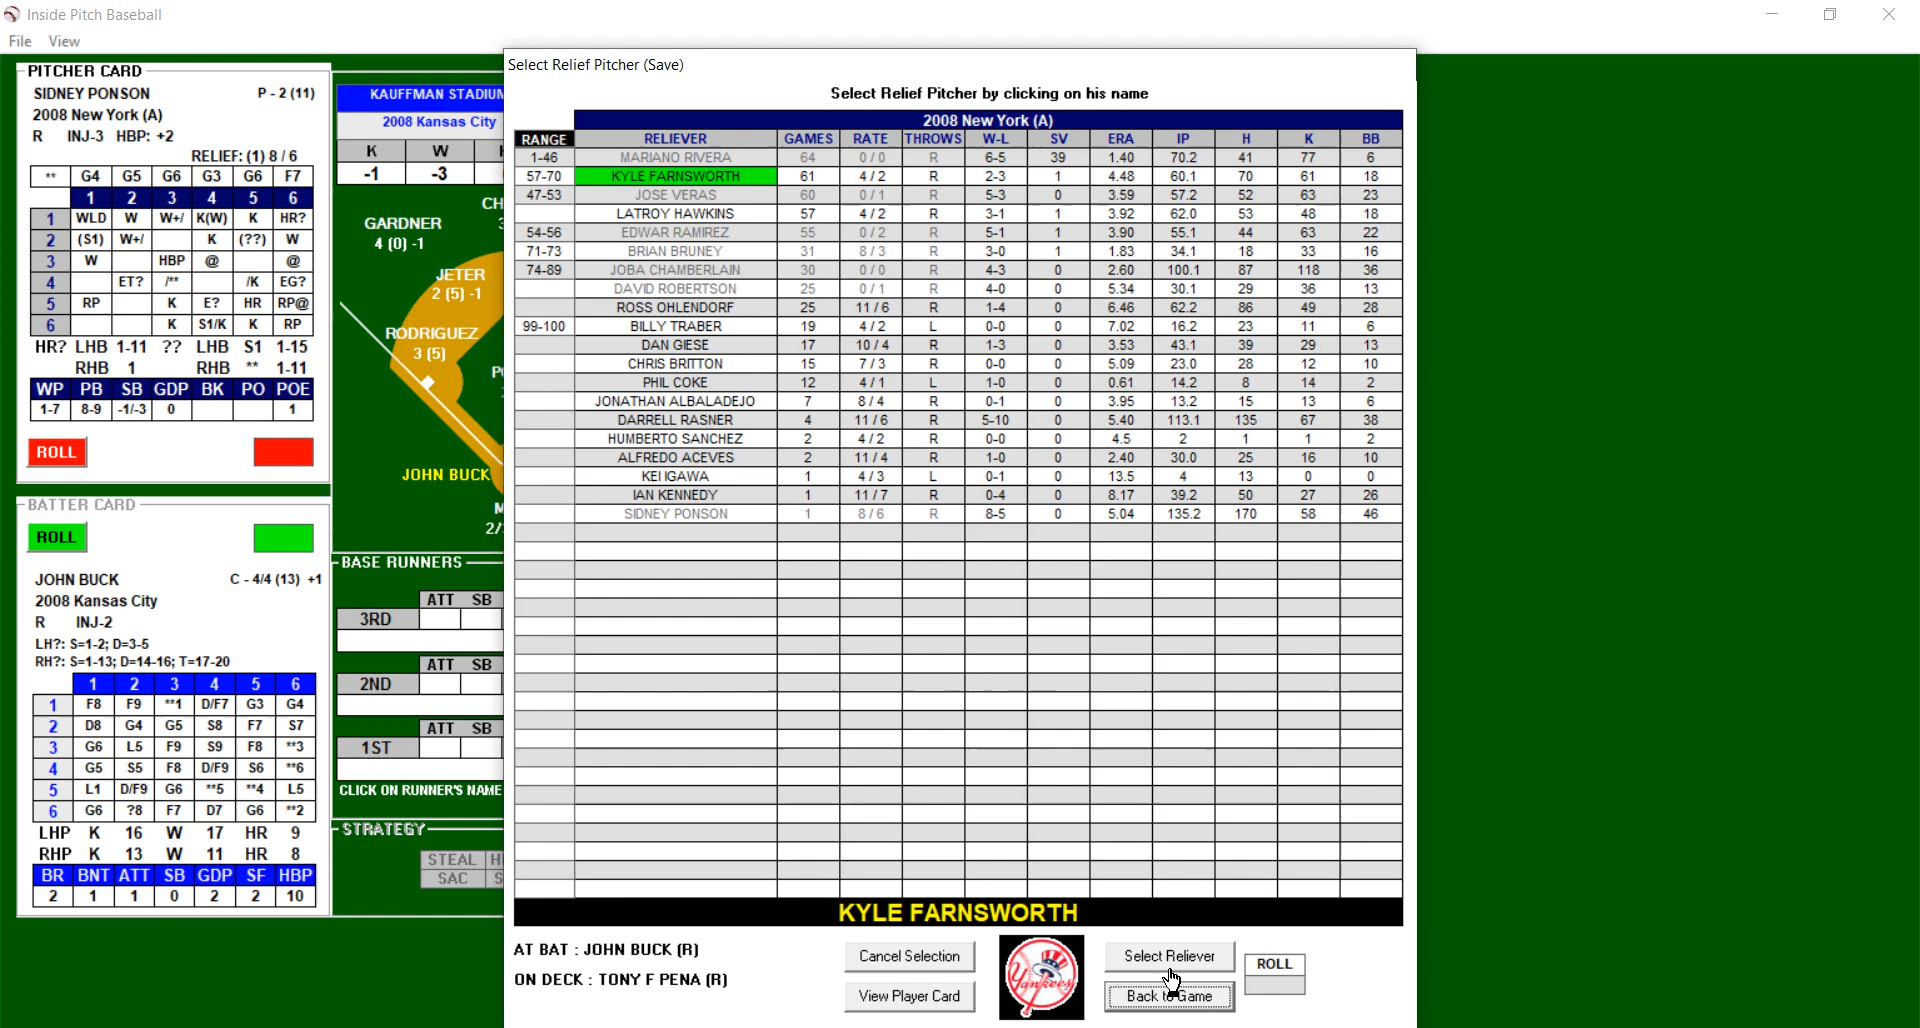 Inside Pitch Baseball
File View
PITCHER CARD
SIDNEY PONSON P - 2 (11)
2008 New York (A)
R INJ-3 HBP: +2
RELIEF: (1) 8 / 6
** G4 G5 G6 G3 G6 F7
1 2 3 4 5 6
1 WLD W W+/ K(W) K HR?
2 (S1) W+/ K (??) W
3 W HBP @ @
4 ET? /** /K EG?
5 RP K E? HR RP@
6 K S1/K K RP
HR? LHB 1-11 ?? LHB S1 1-15
RHB 1 RHB ** 1-11
WP PB SB GDP BK PO POE
1-7 8-9 -1/-3 0 1
ROLL
BATTER CARD
ROLL
JOHN BUCK C - 4/4 (13) +1
2008 Kansas City
R INJ-2
LH?: S=1-2; D=3-5
RH?: S=1-13; D=14-16; T=17-20
1 2 3 4 5 6
1 F8 F9 **1 D/F7 G3 G4
2 D8 G4 G5 S8 F7 S7
3 G6 L5 F9 S9 F8 **3
4 G5 S5 F8 D/F9 S6 **6
5 L1 D/F9 G6 **5 **4 L5
6 G6 ?8 F7 D7 G6 **2
LHP K 16 W 17 HR 9
RHP K 13 W 11 HR 8
BR BNT ATT SB GDP SF HBP
2 1 1 0 2 2 10
KAUFFMAN STADIUM
2008 Kansas City
K W
-1 -3
CH
GARDNER
4 (0) -1
JETER
2 (5) -1
RODRIGUEZ
3 (5)
P
JOHN BUCK
M
2/
BASE RUNNERS
ATT SB
3RD
ATT SB
2ND
ATT SB
1ST
CLICK ON RUNNER'S NAME
STRATEGY
STEAL H
SAC S
Select Relief Pitcher (Save)
Select Relief Pitcher by clicking on his name
2008 New York (A)
RANGE RELIEVER GAMES RATE THROWS W-L SV ERA IP H K BB
1-46 MARIANO RIVERA 64 0 / 0 R 6-5 39 1.40 70.2 41 77 6
57-70 KYLE FARNSWORTH 61 4 / 2 R 2-3 1 4.48 60.1 70 61 18
47-53 JOSE VERAS 60 0 / 1 R 5-3 0 3.59 57.2 52 63 23
LATROY HAWKINS 57 4 / 2 R 3-1 1 3.92 62.0 53 48 18
54-56 EDWAR RAMIREZ 55 0 / 2 R 5-1 1 3.90 55.1 44 63 22
71-73 BRIAN BRUNEY 31 8 / 3 R 3-0 1 1.83 34.1 18 33 16
74-89 JOBA CHAMBERLAIN 30 0 / 0 R 4-3 0 2.60 100.1 87 118 36
DAVID ROBERTSON 25 0 / 1 R 4-0 0 5.34 30.1 29 36 13
ROSS OHLENDORF 25 11 / 6 R 1-4 0 6.46 62.2 86 49 28
99-100 BILLY TRABER 19 4 / 2 L 0-0 0 7.02 16.2 23 11 6
DAN GIESE 17 10 / 4 R 1-3 0 3.53 43.1 39 29 13
CHRIS BRITTON 15 7 / 3 R 0-0 0 5.09 23.0 28 12 10
PHIL COKE 12 4 / 1 L 1-0 0 0.61 14.2 8 14 2
JONATHAN ALBALADEJO 7 8 / 4 R 0-1 0 3.95 13.2 15 13 6
DARRELL RASNER 4 11 / 6 R 5-10 0 5.40 113.1 135 67 38
HUMBERTO SANCHEZ 2 4 / 2 R 0-0 0 4.5 2 1 1 2
ALFREDO ACEVES 2 11 / 4 R 1-0 0 2.40 30.0 25 16 10
KEI IGAWA 1 4 / 3 L 0-1 0 13.5 4 13 0 0
IAN KENNEDY 1 11 / 7 R 0-4 0 8.17 39.2 50 27 26
SIDNEY PONSON 1 8 / 6 R 8-5 0 5.04 135.2 170 58 46
KYLE FARNSWORTH
AT BAT : JOHN BUCK (R)
ON DECK : TONY F PENA (R)
Cancel Selection
View Player Card
Yankees
Select Reliever
Back to Game
ROLL